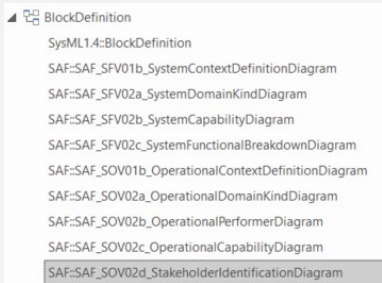 BlockDefinition
SysML1.4::BlockDefinition
SAF::SAF_SFV01b_SystemContextDefinitionDiagram
SAF::SAF_SFV02a_SystemDomainKindDiagram
SAF::SAF_SFV02b_SystemCapabilityDiagram
SAF::SAF_SFV02c_SystemFunctionalBreakdownDiagram
SAF::SAF_SOV01b_OperationalContextDefinitionDiagram
SAF::SAF_SOV02a_OperationalDomainKindDiagram
SAF::SAF_SOV02b_OperationalPerformerDiagram
SAF::SAF_SOV02c_OperationalCapabilityDiagram
SAF::SAF_SOV02d_StakeholderIdentificationDiagram